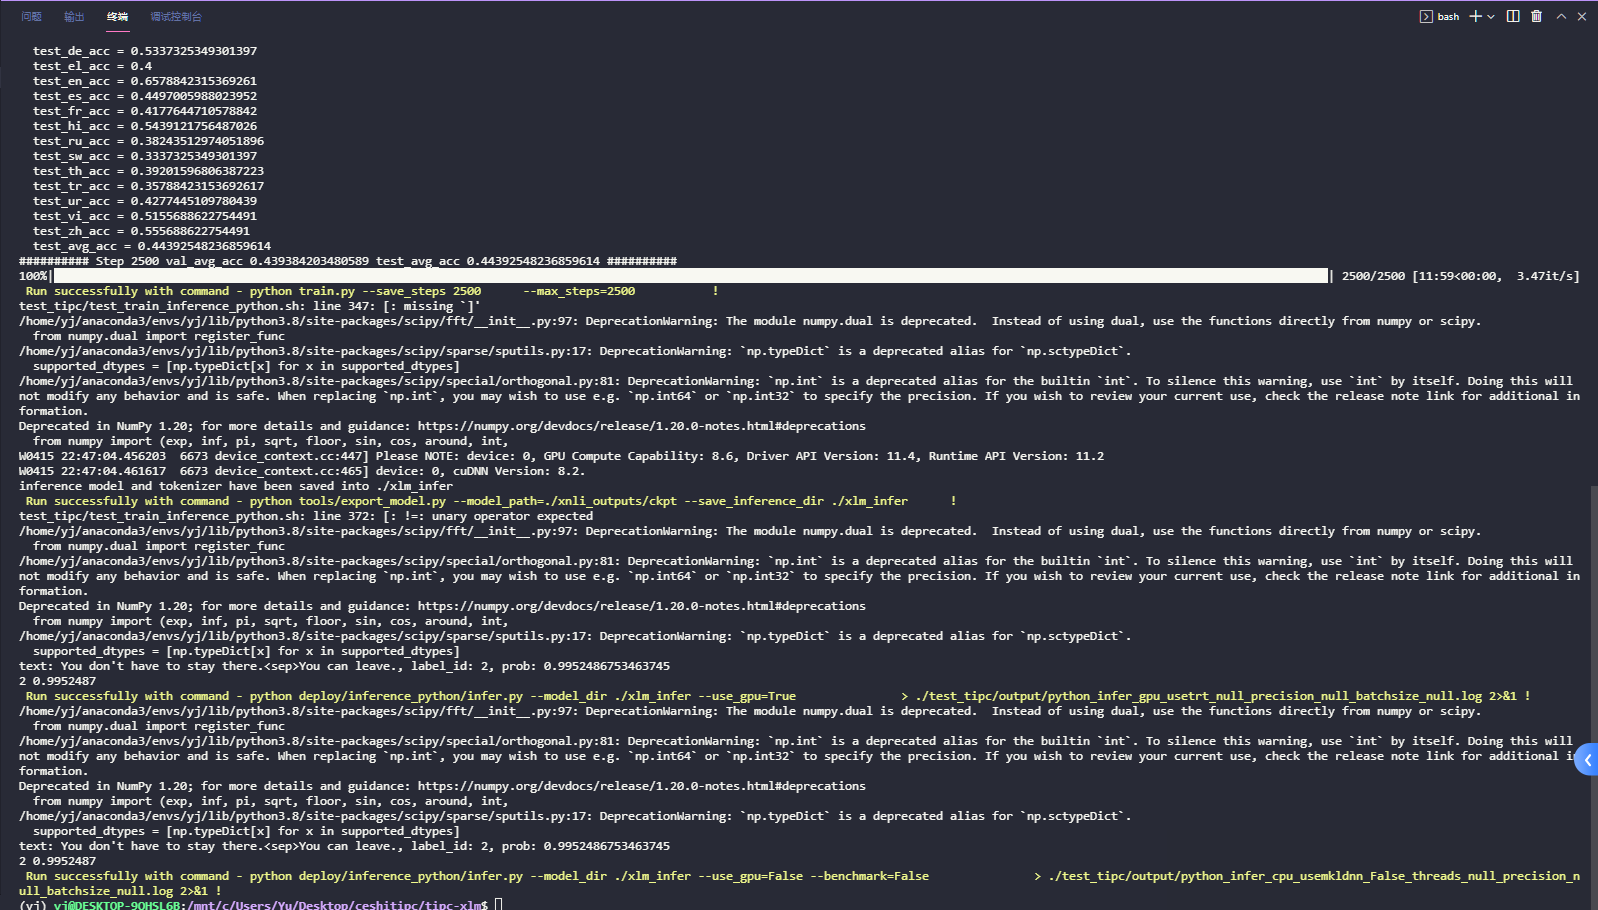 问题 输出 终端 调试控制台 bash
test_de_acc = 0.5337325349301397
test_el_acc = 0.4
test_en_acc = 0.6578842315369261
test_es_acc = 0.4497005988023952
test_fr_acc = 0.4177644710578842
test_hi_acc = 0.5439121756487026
test_ru_acc = 0.38243512974051896
test_sw_acc = 0.3337325349301397
test_th_acc = 0.39201596806387223
test_tr_acc = 0.35788423153692617
test_ur_acc = 0.4277445109780439
test_vi_acc = 0.5155688622754491
test_zh_acc = 0.555688622754491
test_avg_acc = 0.44392548236859614
########## Step 2500 val_avg_acc 0.439384203480589 test_avg_acc 0.44392548236859614 ##########
100%| | 2500/2500 [11:59<00:00, 3.47it/s]
Run successfully with command - python train.py --save_steps 2500 --max_steps=2500 !
test_tipc/test_train_inference_python.sh: line 347: [: missing `]'
/home/yj/anaconda3/envs/yj/lib/python3.8/site-packages/scipy/fft/__init__.py:97: DeprecationWarning: The module numpy.dual is deprecated.  Instead of using dual, use the functions directly from numpy or scipy.
from numpy.dual import register_func
/home/yj/anaconda3/envs/yj/lib/python3.8/site-packages/scipy/sparse/sputils.py:17: DeprecationWarning: `np.typeDict` is a deprecated alias for `np.sctypeDict`.
supported_dtypes = [np.typeDict[x] for x in supported_dtypes]
/home/yj/anaconda3/envs/yj/lib/python3.8/site-packages/scipy/special/orthogonal.py:81: DeprecationWarning: `np.int` is a deprecated alias for the builtin `int`. To silence this warning, use `int` by itself. Doing this will
not modify any behavior and is safe. When replacing `np.int`, you may wish to use e.g. `np.int64` or `np.int32` to specify the precision. If you wish to review your current use, check the release note link for additional in
formation.
Deprecated in NumPy 1.20; for more details and guidance: https://numpy.org/devdocs/release/1.20.0-notes.html#deprecations
from numpy import (exp, inf, pi, sqrt, floor, sin, cos, around, int,
W0415 22:47:04.456203  6673 device_context.cc:447] Please NOTE: device: 0, GPU Compute Capability: 8.6, Driver API Version: 11.4, Runtime API Version: 11.2
W0415 22:47:04.461617  6673 device_context.cc:465] device: 0, cuDNN Version: 8.2.
inference model and tokenizer have been saved into ./xlm_infer
Run successfully with command - python tools/export_model.py --model_path=./xnli_outputs/ckpt --save_inference_dir ./xlm_infer !
test_tipc/test_train_inference_python.sh: line 372: [: !=: unary operator expected
/home/yj/anaconda3/envs/yj/lib/python3.8/site-packages/scipy/fft/__init__.py:97: DeprecationWarning: The module numpy.dual is deprecated.  Instead of using dual, use the functions directly from numpy or scipy.
from numpy.dual import register_func
/home/yj/anaconda3/envs/yj/lib/python3.8/site-packages/scipy/special/orthogonal.py:81: DeprecationWarning: `np.int` is a deprecated alias for the builtin `int`. To silence this warning, use `int` by itself. Doing this will
not modify any behavior and is safe. When replacing `np.int`, you may wish to use e.g. `np.int64` or `np.int32` to specify the precision. If you wish to review your current use, check the release note link for additional in
formation.
Deprecated in NumPy 1.20; for more details and guidance: https://numpy.org/devdocs/release/1.20.0-notes.html#deprecations
from numpy import (exp, inf, pi, sqrt, floor, sin, cos, around, int,
/home/yj/anaconda3/envs/yj/lib/python3.8/site-packages/scipy/sparse/sputils.py:17: DeprecationWarning: `np.typeDict` is a deprecated alias for `np.sctypeDict`.
supported_dtypes = [np.typeDict[x] for x in supported_dtypes]
text: You don't have to stay there.<sep>You can leave., label_id: 2, prob: 0.9952486753463745
2 0.9952487
Run successfully with command - python deploy/inference_python/infer.py --model_dir ./xlm_infer --use_gpu=True > ./test_tipc/output/python_infer_gpu_usetrt_null_precision_null_batchsize_null.log 2>&1 !
/home/yj/anaconda3/envs/yj/lib/python3.8/site-packages/scipy/fft/__init__.py:97: DeprecationWarning: The module numpy.dual is deprecated.  Instead of using dual, use the functions directly from numpy or scipy.
from numpy.dual import register_func
/home/yj/anaconda3/envs/yj/lib/python3.8/site-packages/scipy/special/orthogonal.py:81: DeprecationWarning: `np.int` is a deprecated alias for the builtin `int`. To silence this warning, use `int` by itself. Doing this will
not modify any behavior and is safe. When replacing `np.int`, you may wish to use e.g. `np.int64` or `np.int32` to specify the precision. If you wish to review your current use, check the release note link for additional i
formation.
Deprecated in NumPy 1.20; for more details and guidance: https://numpy.org/devdocs/release/1.20.0-notes.html#deprecations
from numpy import (exp, inf, pi, sqrt, floor, sin, cos, around, int,
/home/yj/anaconda3/envs/yj/lib/python3.8/site-packages/scipy/sparse/sputils.py:17: DeprecationWarning: `np.typeDict` is a deprecated alias for `np.sctypeDict`.
supported_dtypes = [np.typeDict[x] for x in supported_dtypes]
text: You don't have to stay there.<sep>You can leave., label_id: 2, prob: 0.9952486753463745
2 0.9952487
Run successfully with command - python deploy/inference_python/infer.py --model_dir ./xlm_infer --use_gpu=False --benchmark=False > ./test_tipc/output/python_infer_cpu_usemkldnn_False_threads_null_precision_n
ull_batchsize_null.log 2>&1 !
(yj) yj@DESKTOP-9OHSL6B:/mnt/c/Users/Yu/Desktop/ceshitipc/tipc-xlm$